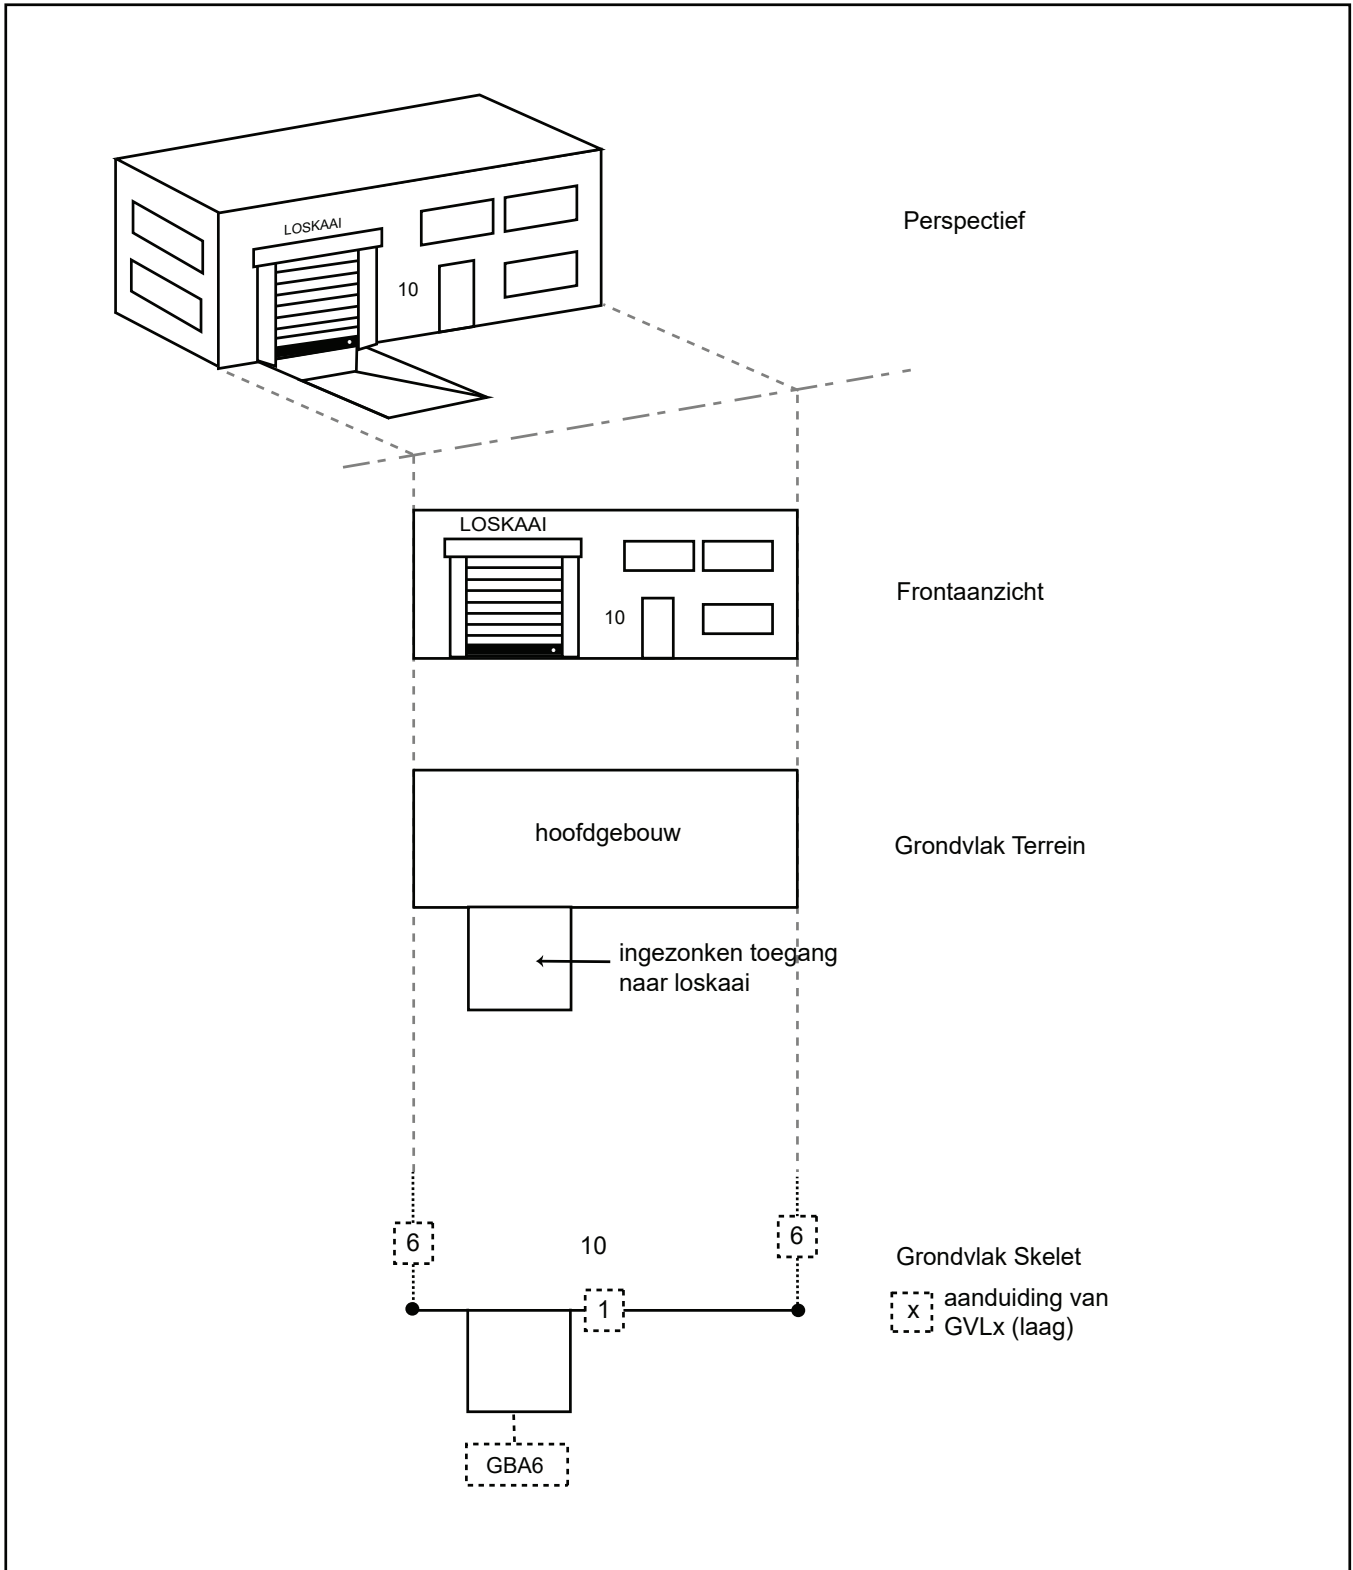 LOSKAAI
10
Perspectief
LOSKAAI
10
Frontaanzicht
hoofdgebouw
Grondvlak Terrein
ingezonken toegang
naar loskaai
6
10
6
Grondvlak Skelet
1
x
aanduiding van
GVLx (laag)
GBA6